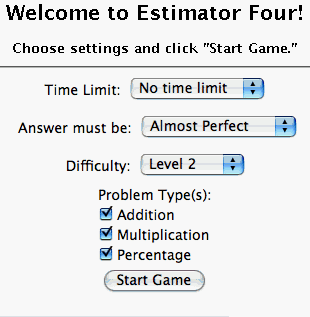 Welcome to Estimator Four!
Choose settings and click "Start Game."
Time Limit: No time limit
Answer must be: Almost Perfect
Difficulty: Level 2
Problem Type(s):
Addition
Multiplication
Percentage
Start Game